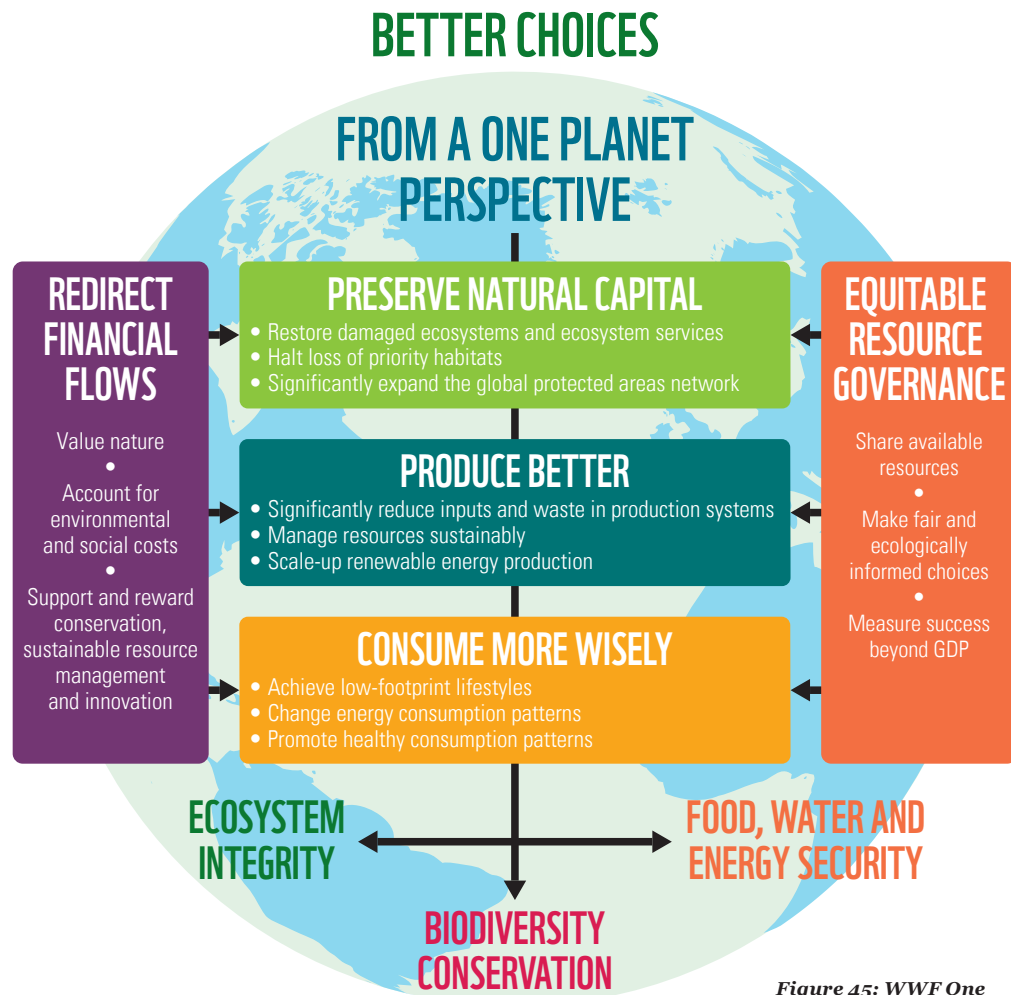 BETTER CHOICES
FROM A ONE PLANET
PERSPECTIVE
REDIRECT
FINANCIAL
FLOWS
Value nature
•
Account for
environmental
and social costs
•
Support and reward
conservation,
sustainable resource
management
and innovation
PRESERVE NATURAL CAPITAL
• Restore damaged ecosystems and ecosystem services
• Halt loss of priority habitats
• Significantly expand the global protected areas network
PRODUCE BETTER
• Significantly reduce inputs and waste in production systems
• Manage resources sustainably
• Scale-up renewable energy production
CONSUME MORE WISELY
• Achieve low-footprint lifestyles
• Change energy consumption patterns
• Promote healthy consumption patterns
EQUITABLE
RESOURCE
GOVERNANCE
Share available
resources
•
Make fair and
ecologically
informed choices
•
Measure success
beyond GDP
ECOSYSTEM
INTEGRITY
FOOD, WATER AND
ENERGY SECURITY
BIODIVERSITY
CONSERVATION
Figure 45: WWF One